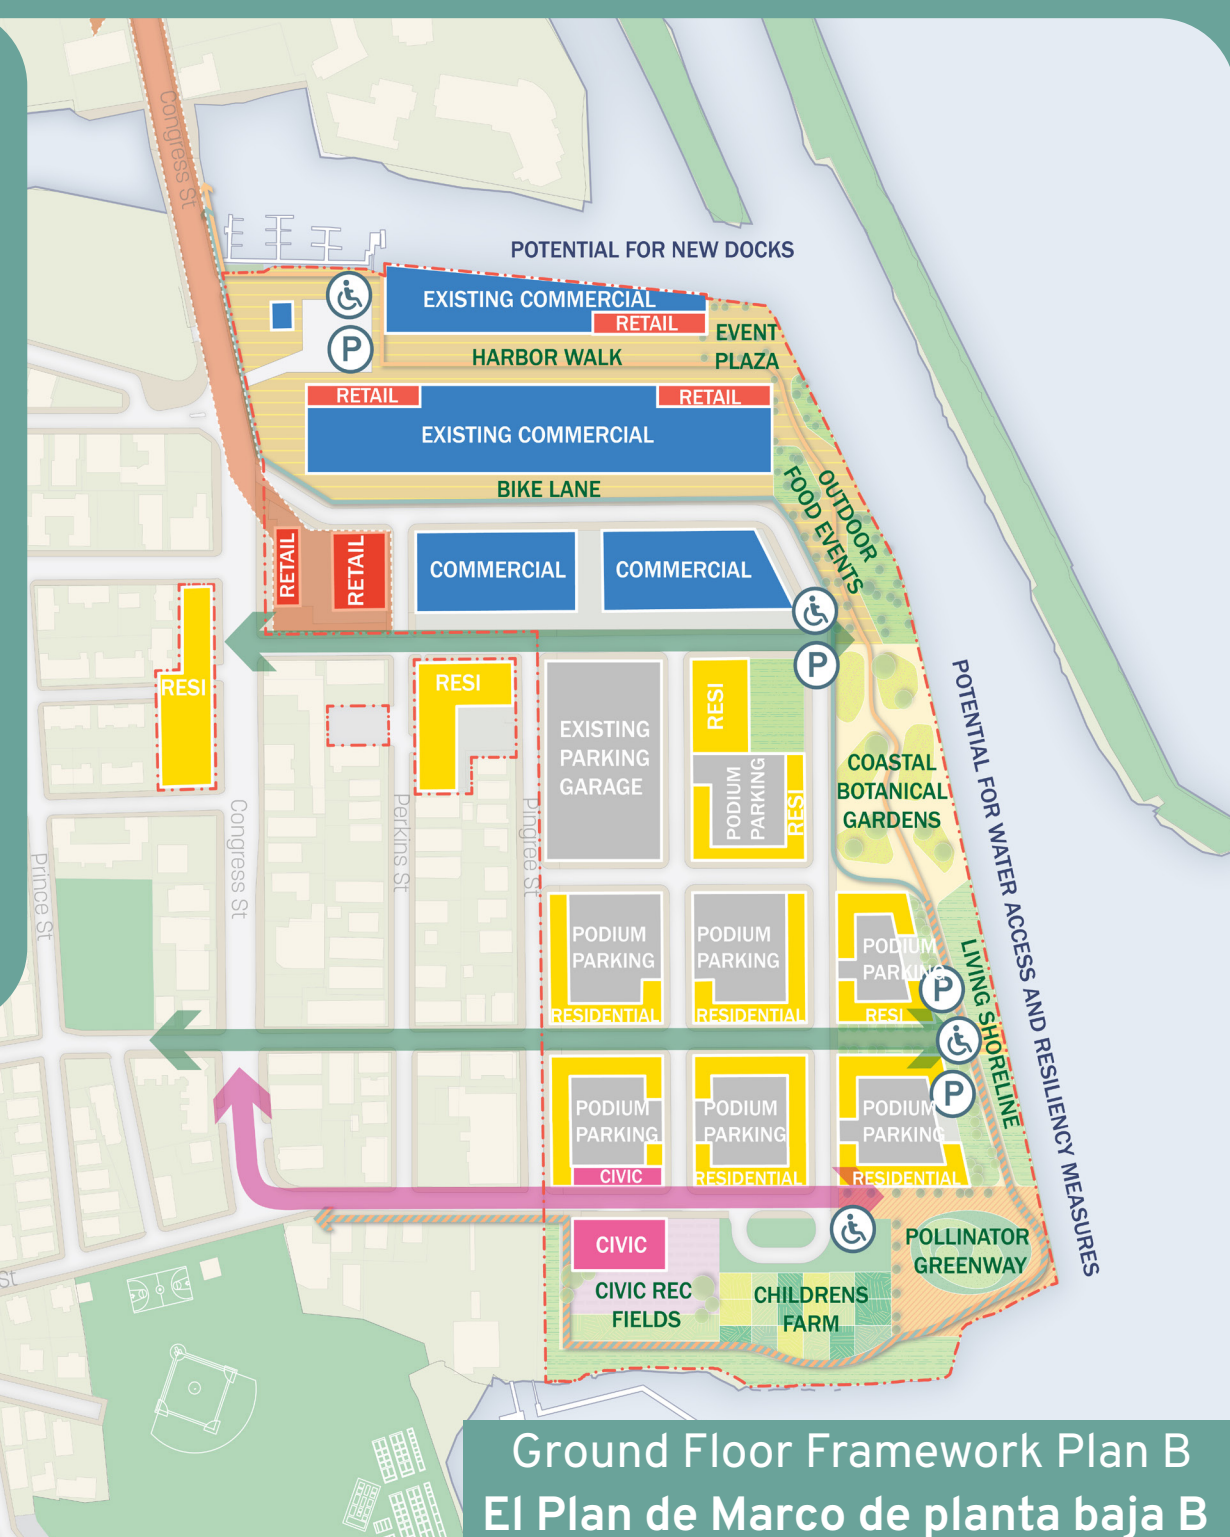 Congress St
POTENTIAL FOR NEW DOCKS
EXISTING COMMERCIAL
RETAIL
EVENT
PLAZA
P
HARBOR WALK
RETAIL
RETAIL
EXISTING COMMERCIAL
BIKE LANE
OUTDOOR
FOOD EVENTS
RETAIL
RETAIL
COMMERCIAL
COMMERCIAL
P
RESI
RESI
RESI
EXISTING
PARKING
GARAGE
PODIUM
PARKING
RESI
COASTAL
BOTANICAL
GARDENS
POTENTIAL FOR WATER ACCESS AND RESILIENCY MEASURES
Prince St
Congress St
Perkins St
Pingree St
PODIUM
PARKING
RESIDENTIAL
PODIUM
PARKING
RESIDENTIAL
PODIUM
PARKING
RESI
P
LIVING SHORELINE
P
PODIUM
PARKING
CIVIC
PODIUM
PARKING
RESIDENTIAL
PODIUM
PARKING
RESIDENTIAL
St
CIVIC
CIVIC REC
FIELDS
CHILDRENS
FARM
POLLINATOR
GREENWAY
Ground Floor Framework Plan B
El Plan de Marco de planta baja B